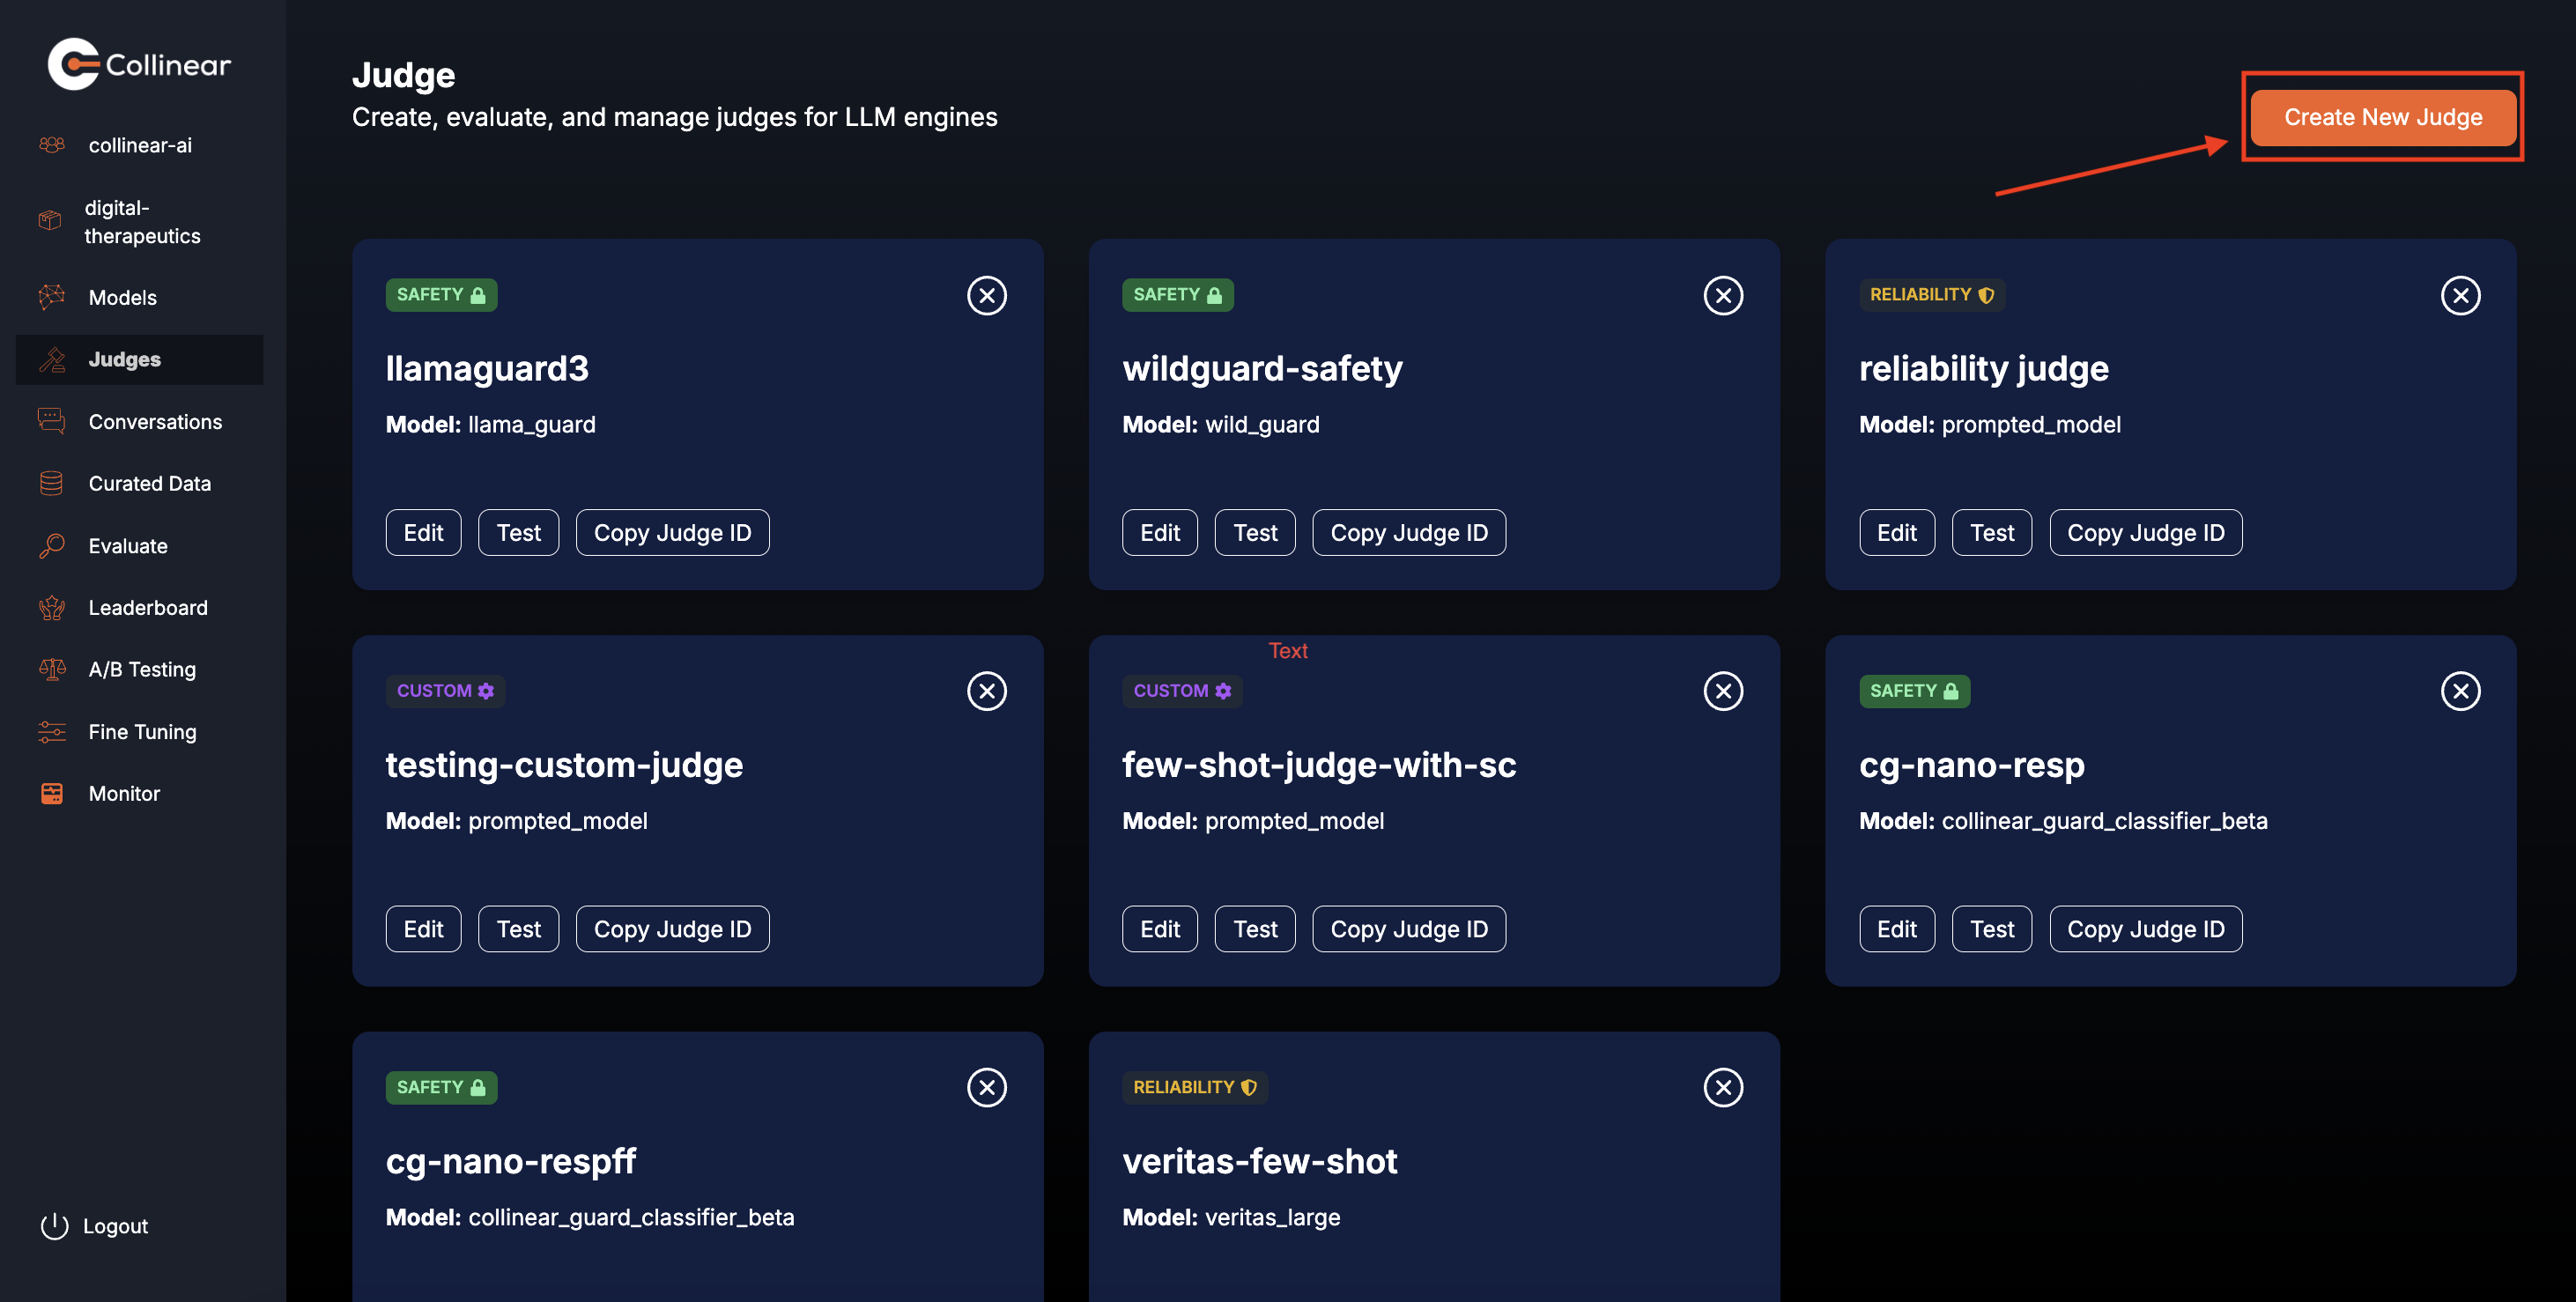 Collinear
collinear-ai
digital-
therapeutics
Models
Judges
Conversations
Curated Data
Evaluate
Leaderboard
A/B Testing
Fine Tuning
Monitor
Logout
Judge
Create, evaluate, and manage judges for LLM engines
Create New Judge
SAFETY
llamaguard3
Model: llama_guard
Edit Test Copy Judge ID
SAFETY
wildguard-safety
Model: wild_guard
Edit Test Copy Judge ID
RELIABILITY
reliability judge
Model: prompted_model
Edit Test Copy Judge ID
CUSTOM
testing-custom-judge
Model: prompted_model
Edit Test Copy Judge ID
Text
CUSTOM
few-shot-judge-with-sc
Model: prompted_model
Edit Test Copy Judge ID
SAFETY
cg-nano-resp
Model: collinear_guard_classifier_beta
Edit Test Copy Judge ID
SAFETY
cg-nano-respff
Model: collinear_guard_classifier_beta
RELIABILITY
veritas-few-shot
Model: veritas_large